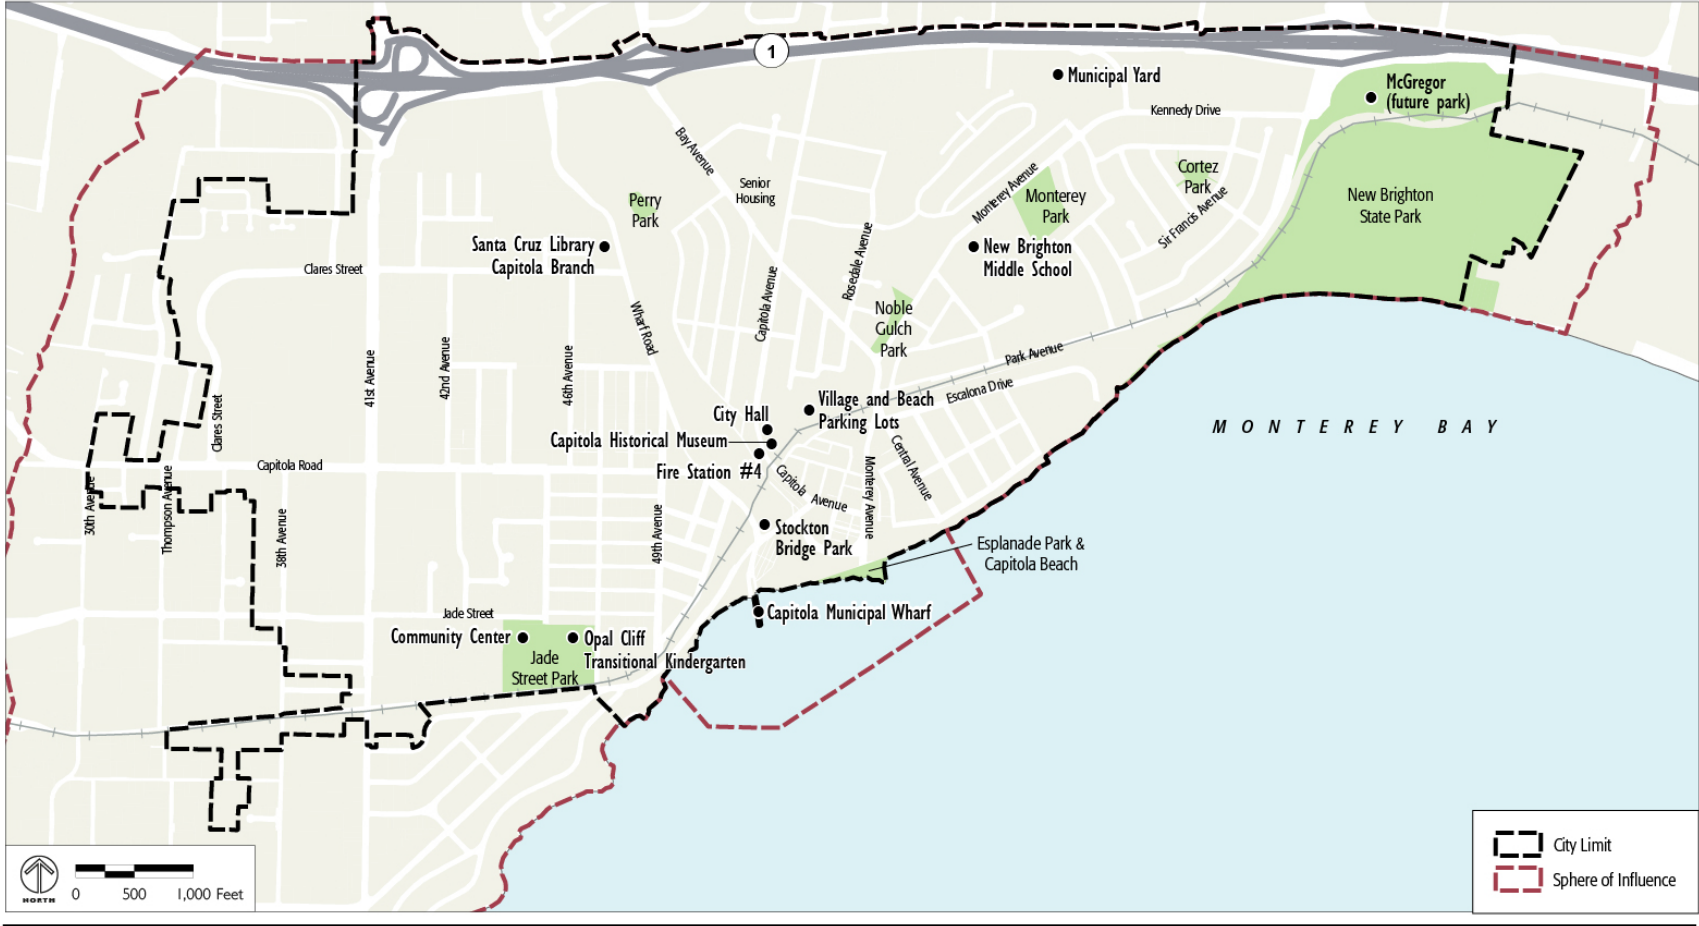 1
Municipal Yard
McGregor
(future park)
Kennedy Drive
Bay Avenue
Senior
Housing
Cortez
Park
Monterey Avenue
Monterey
Park
Sir Francis Avenue
New Brighton
State Park
Perry
Park
Santa Cruz Library
Capitola Branch
New Brighton
Middle School
Rosedale Avenue
Clares Street
Capitola Avenue
Wharf Road
Noble
Gulch
Park
Park Avenue
41st Avenue
42nd Avenue
46th Avenue
Escalona Drive
Clares Street
Village and Beach
Parking Lots
City Hall
Capitola Historical Museum
Fire Station #4
MONTEREY BAY
Capitola Road
Capitola Avenue
Monterey Avenue
Central Avenue
30th Avenue
Thompson Avenue
38th Avenue
49th Avenue
Stockton
Bridge Park
Esplanade Park &
Capitola Beach
Jade Street
Capitola Municipal Wharf
Community Center
Opal Cliff
Transitional Kindergarten
Jade
Street Park
NORTH
0 500 1,000 Feet
City Limit
Sphere of Influence